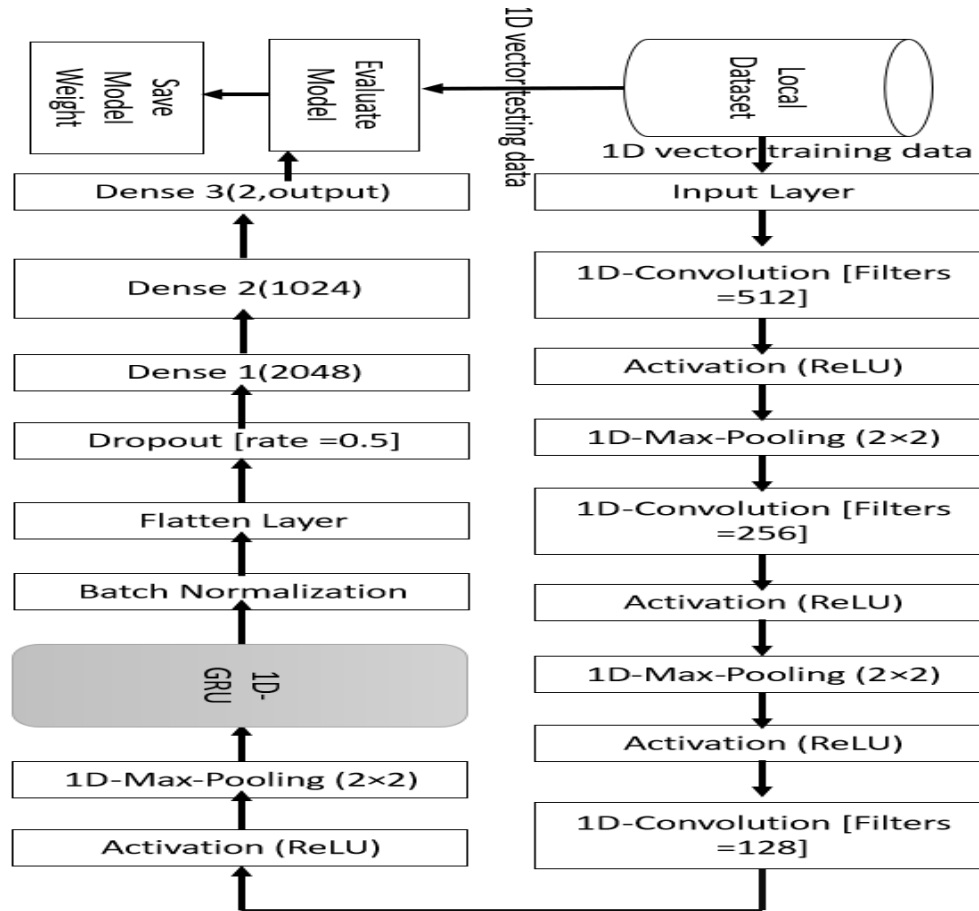 Local
Dataset
1D vector training data
Input Layer
1D-Convolution [Filters
=512]
Activation (ReLU)
1D-Max-Pooling (2×2)
1D-Convolution [Filters
=256]
Activation (ReLU)
1D-Max-Pooling (2×2)
Activation (ReLU)
1D-Convolution [Filters
=128]
Activation (ReLU)
1D-Max-Pooling (2×2)
1D-
GRU
Batch Normalization
Flatten Layer
Dropout [rate =0.5]
Dense 1(2048)
Dense 2(1024)
Dense 3(2,output)
1D vector testing data
Evaluate
Model
Save
Model
Weight